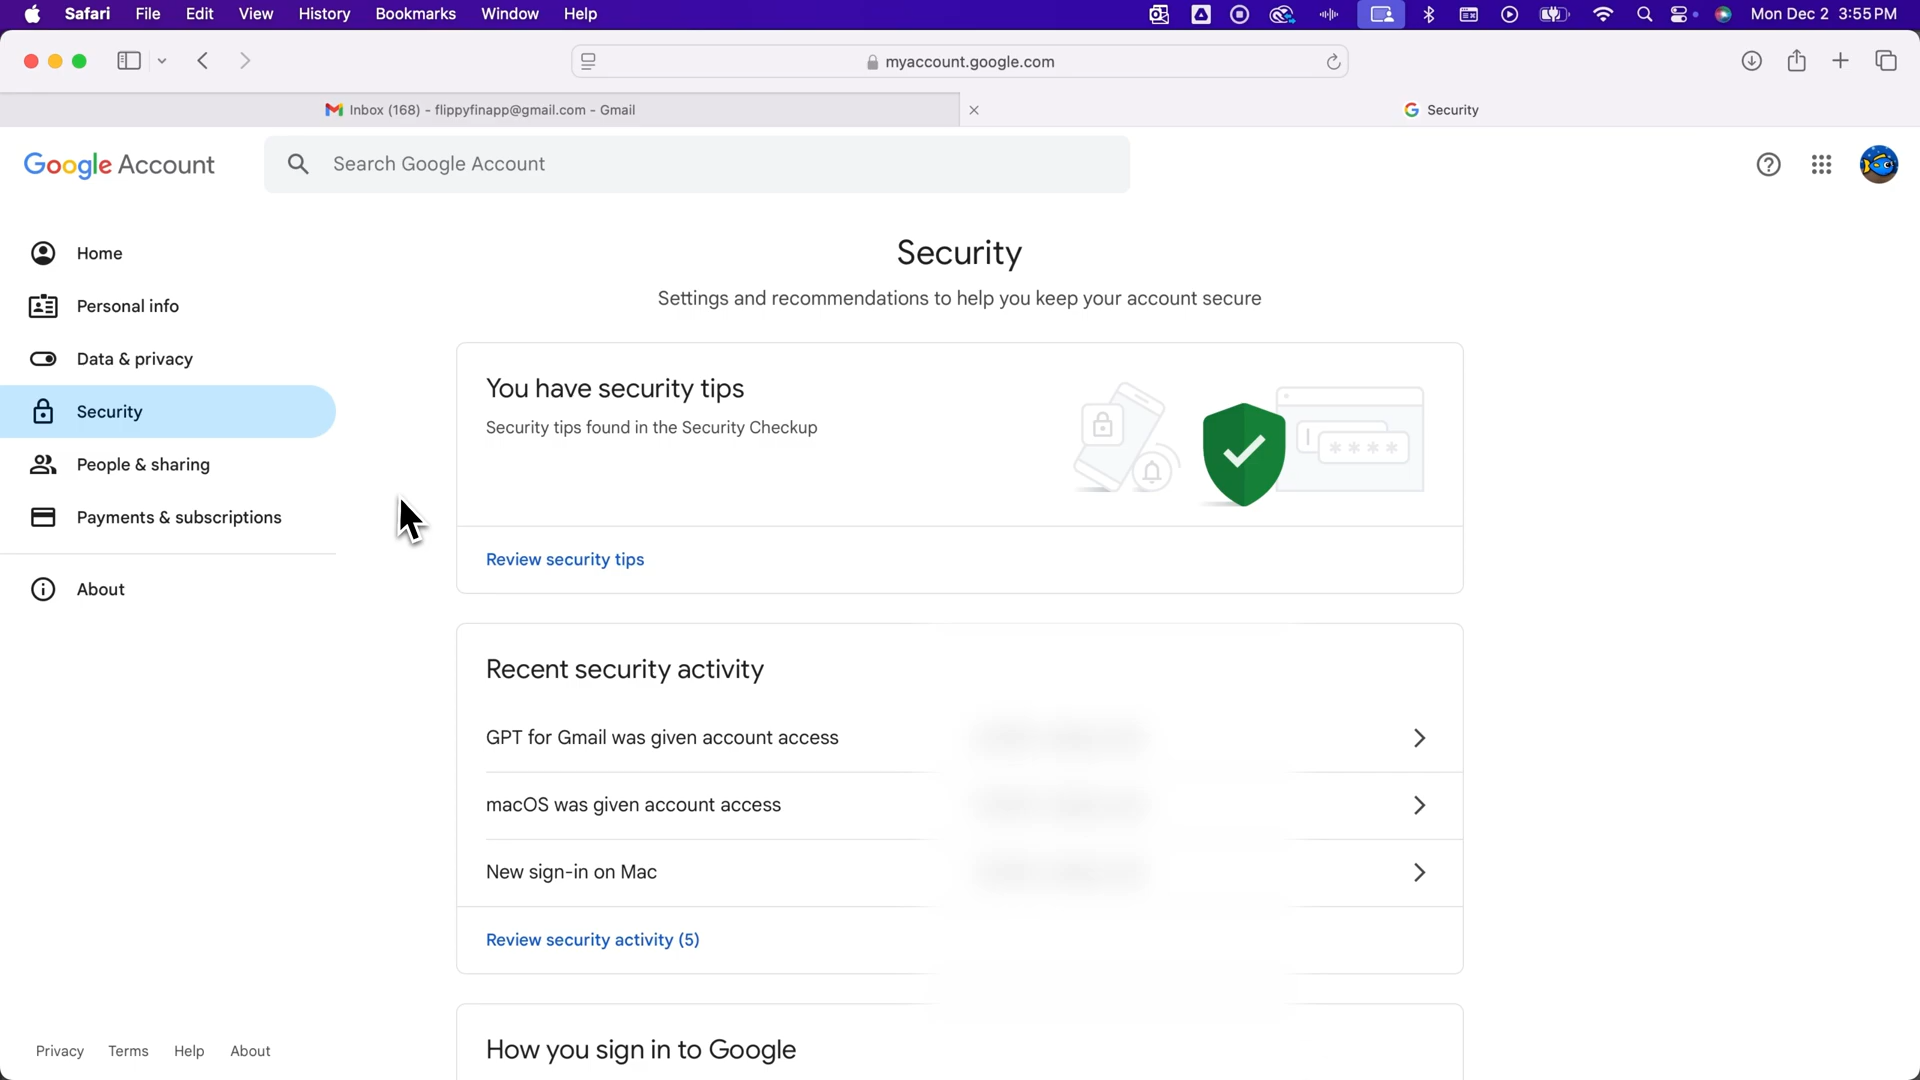 Safari File Edit View History Bookmarks Window Help Mon Dec 2 3:55 PM
myaccount.google.com
Inbox (168) - flippyfinapp@gmail.com - Gmail
Security
Google Account
Search Google Account
Home
Personal info
Data & privacy
Security
People & sharing
Payments & subscriptions
About
Security
Settings and recommendations to help you keep your account secure
You have security tips
Security tips found in the Security Checkup
* * * *
Review security tips
Recent security activity
GPT for Gmail was given account access
macOS was given account access
New sign-in on Mac
Review security activity (5)
How you sign in to Google
Privacy Terms Help About